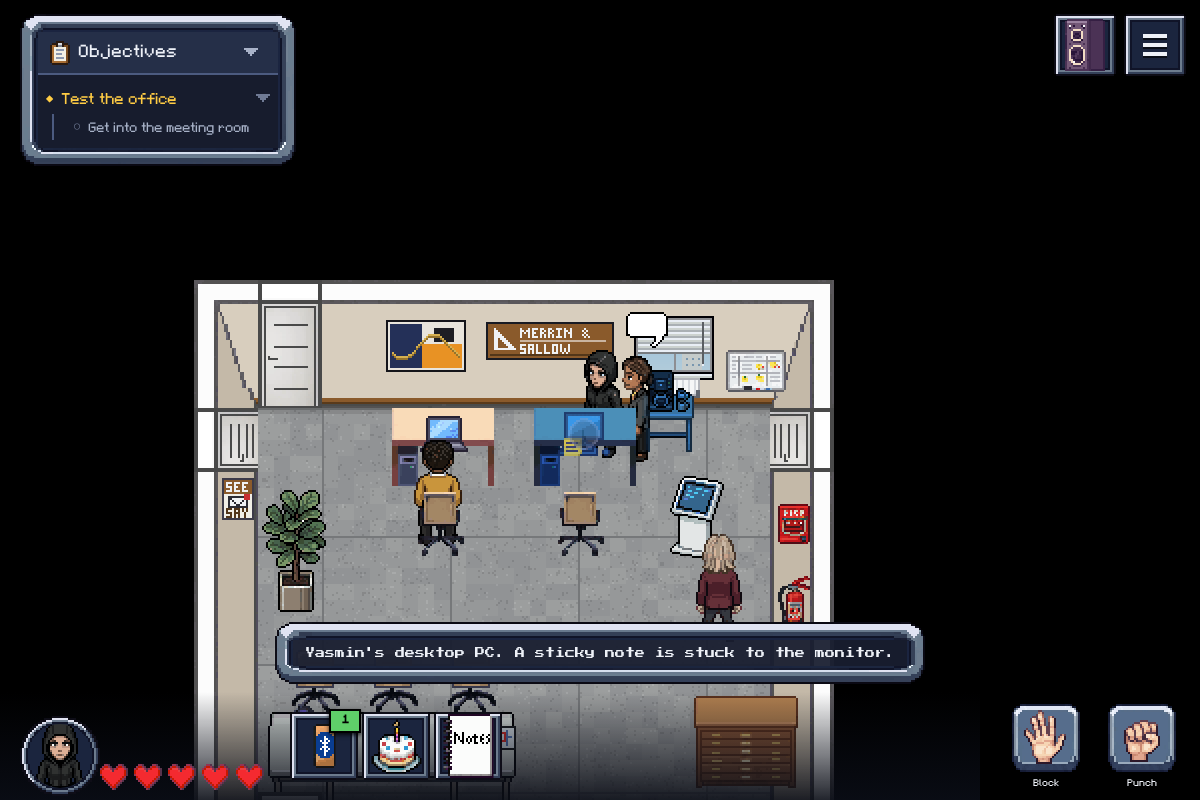 Objectives
Test the office
Get into the meeting room
MERRIN &
SALLOW
SEE
SAY
FIRE
Yasmin's desktop PC. A sticky note is stuck to the monitor.
1
Notes
Block
Punch